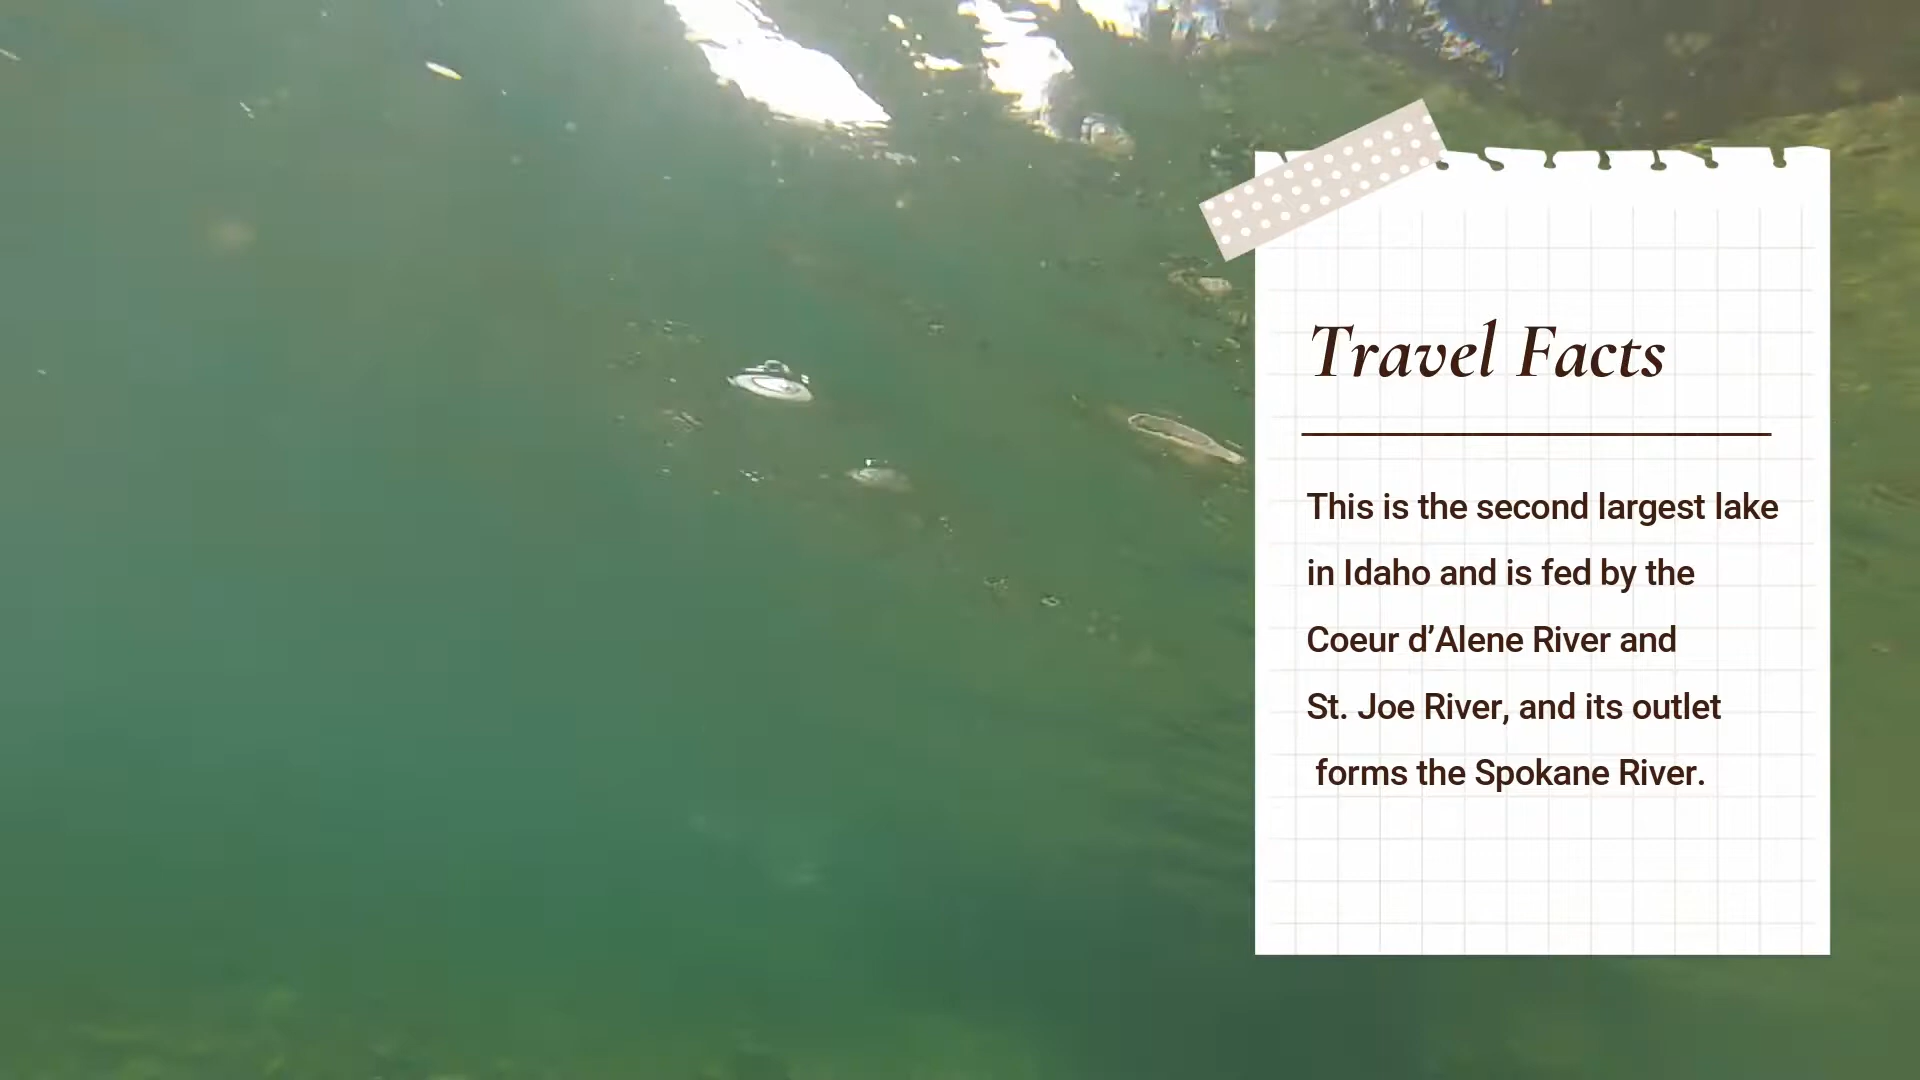 Travel Facts
This is the second largest lake
in Idaho and is fed by the
Coeur d’Alene River and
St. Joe River, and its outlet
forms the Spokane River.